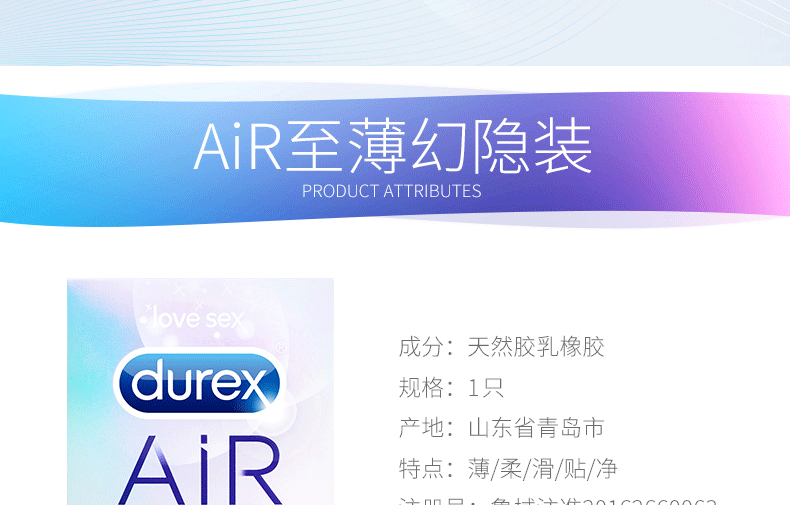 AiR至薄幻隐装
PRODUCT ATTRIBUTES
love sex
durex
®
AiR
成分：天然胶乳橡胶
规格：1只
产地：山东省青岛市
特点：薄/柔/滑/贴/净